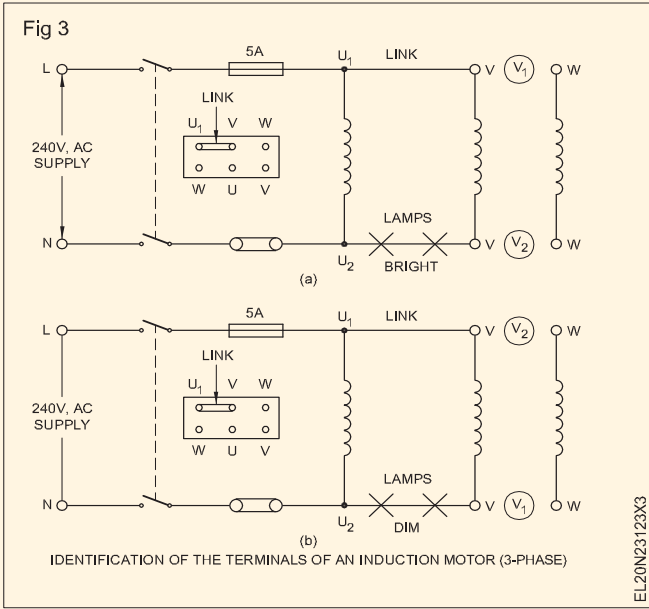 Fig 3
5A
U1
LINK
L
V
V1
W
LINK
U1 V W
240V, AC
SUPPLY
W U V
LAMPS
N
V
V2
W
U2
BRIGHT
(a)
5A
U1
LINK
L
V
V2
W
LINK
U1 V W
240V, AC
SUPPLY
W U V
LAMPS
N
V
V1
W
U2
DIM
(b)
IDENTIFICATION OF THE TERMINALS OF AN INDUCTION MOTOR (3-PHASE)
EL20N23123X3